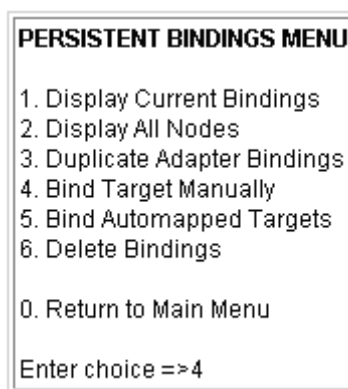 PERSISTENT BINDINGS MENU
1. Display Current Bindings
2. Display All Nodes
3. Duplicate Adapter Bindings
4. Bind Target Manually
5. Bind Automapped Targets
6. Delete Bindings
0. Return to Main Menu
Enter choice =>4